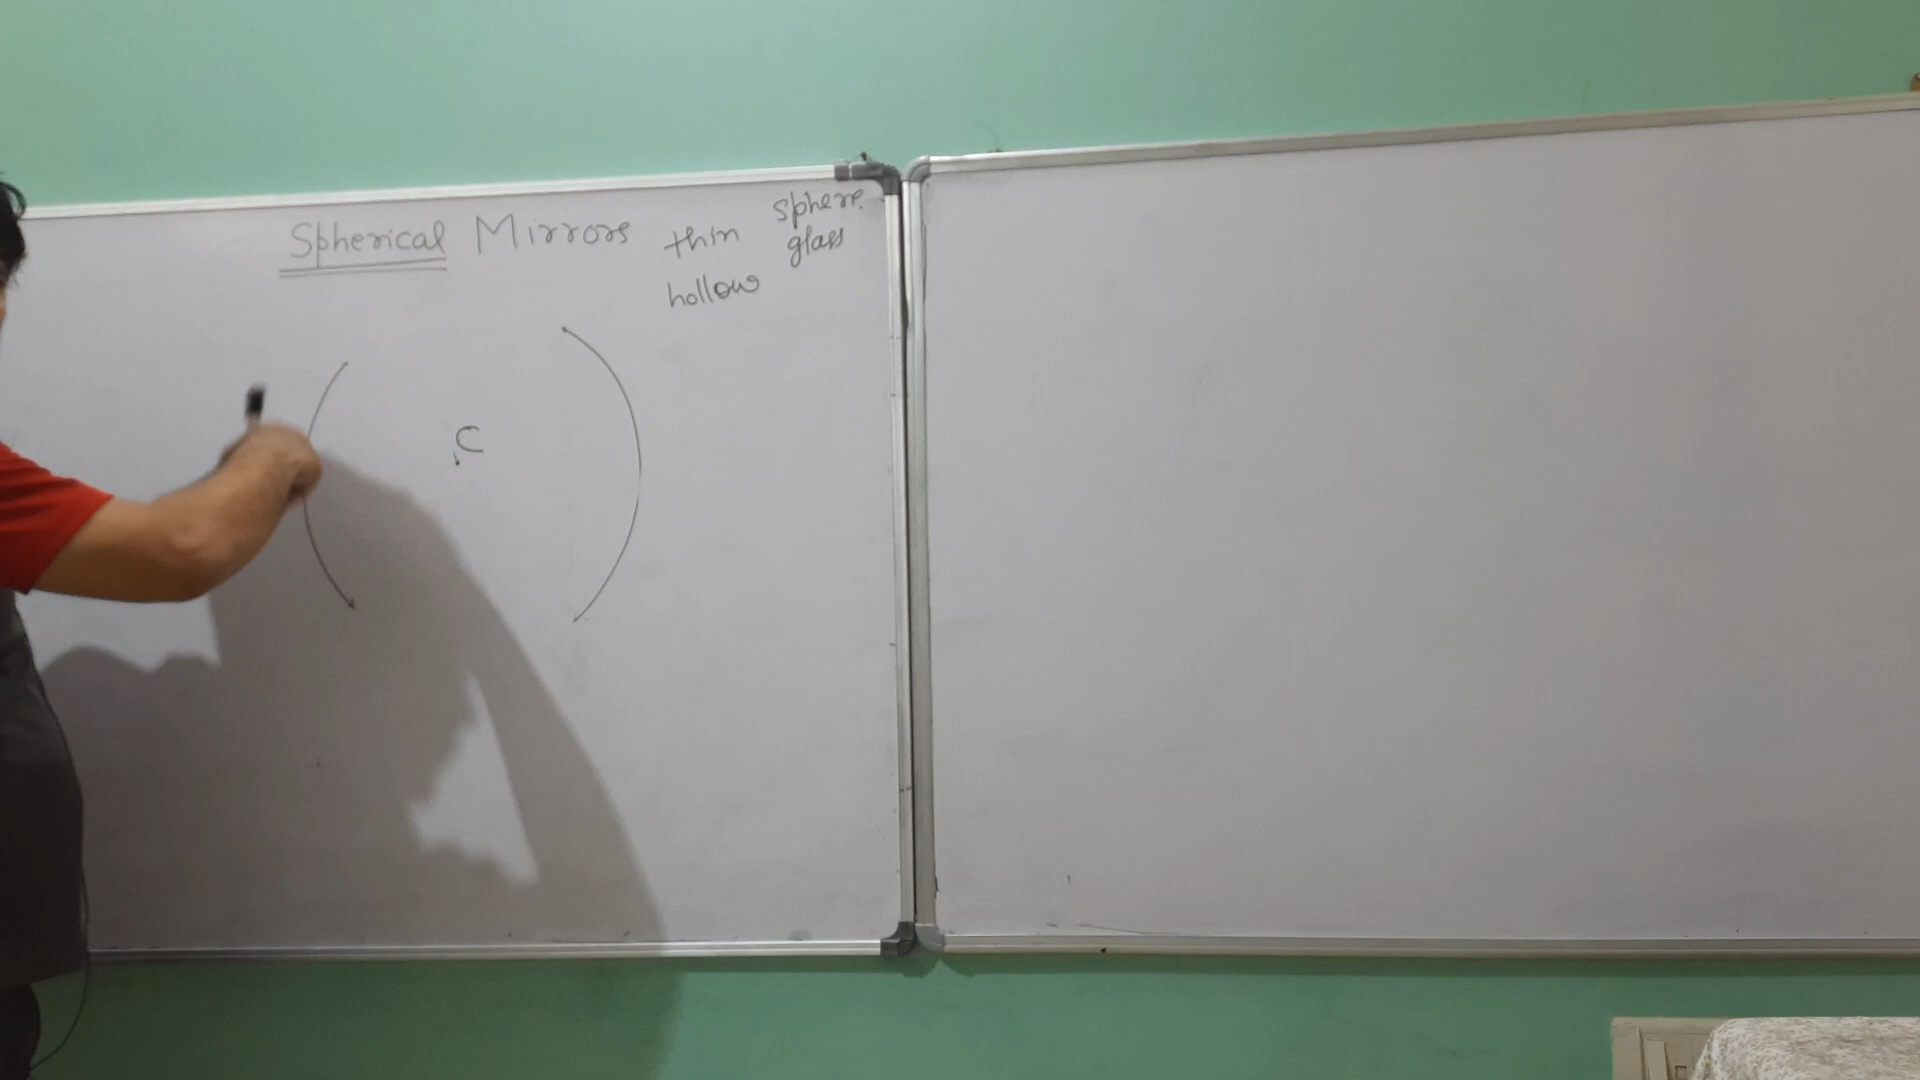 Spherical Mirrors
thin sphere
glass
hollow
C